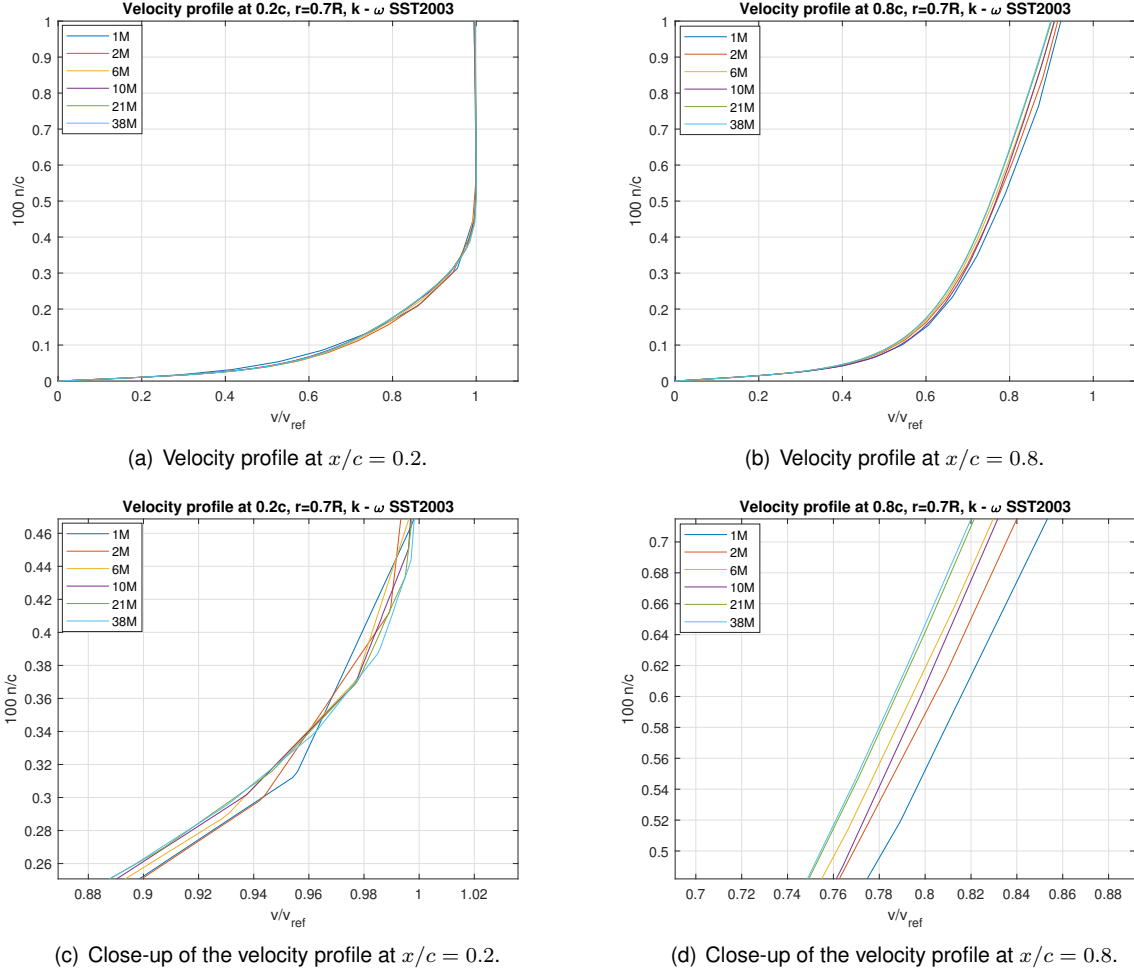 Velocity profile at 0.2c, r=0.7R, k - ω SST2003
1
0.9
0.8
0.7
0.6
0.5
0.4
0.3
0.2
0.1
0
100 n/c
1M
2M
6M
10M
21M
38M
0 0.2 0.4 0.6 0.8 1
v/v_ref
(a) Velocity profile at x/c = 0.2.
Velocity profile at 0.8c, r=0.7R, k - ω SST2003
1
0.9
0.8
0.7
0.6
0.5
0.4
0.3
0.2
0.1
0
100 n/c
1M
2M
6M
10M
21M
38M
0 0.2 0.4 0.6 0.8 1
v/v_ref
(b) Velocity profile at x/c = 0.8.
Velocity profile at 0.2c, r=0.7R, k - ω SST2003
0.46
0.44
0.42
0.4
0.38
0.36
0.34
0.32
0.3
0.28
0.26
100 n/c
1M
2M
6M
10M
21M
38M
0.88 0.9 0.92 0.94 0.96 0.98 1 1.02
v/v_ref
(c) Close-up of the velocity profile at x/c = 0.2.
Velocity profile at 0.8c, r=0.7R, k - ω SST2003
0.7
0.68
0.66
0.64
0.62
0.6
0.58
0.56
0.54
0.52
0.5
100 n/c
1M
2M
6M
10M
21M
38M
0.7 0.72 0.74 0.76 0.78 0.8 0.82 0.84 0.86 0.88
v/v_ref
(d) Close-up of the velocity profile at x/c = 0.8.